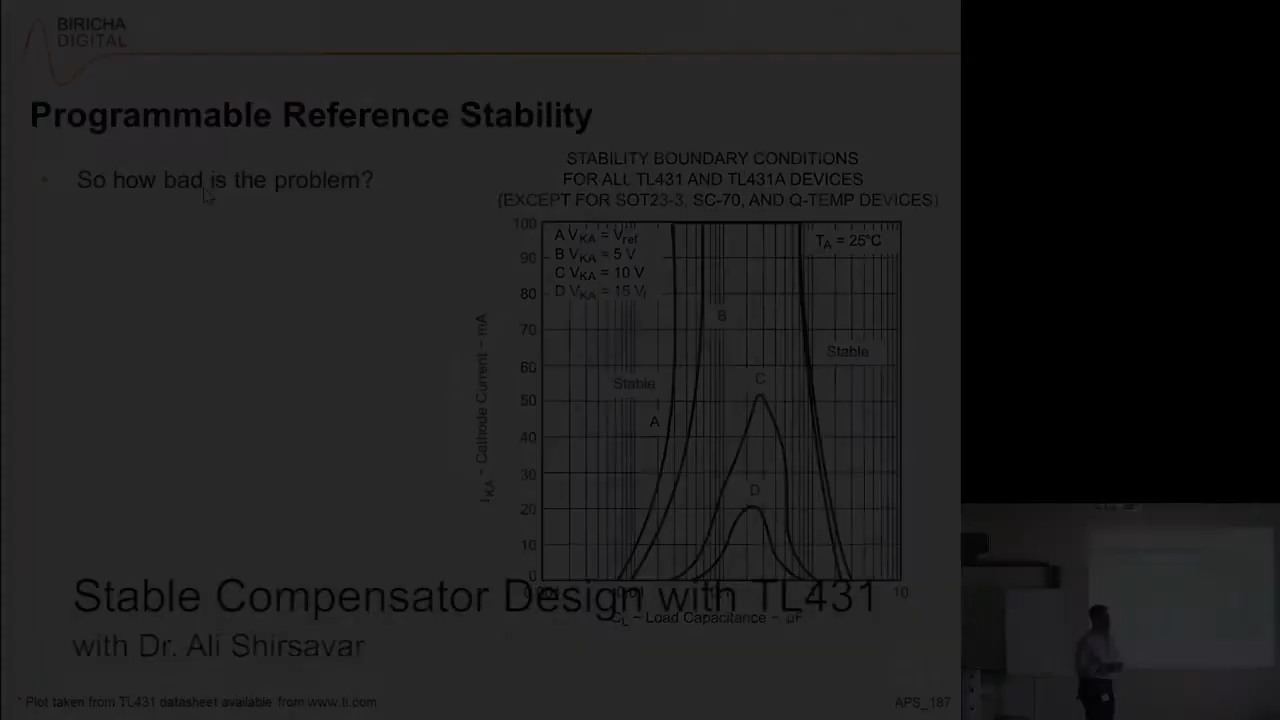 BIRICHA
DIGITAL
Programmable Reference Stability
• So how bad is the problem?
STABILITY BOUNDARY CONDITIONS
FOR ALL TL431 AND TL431A DEVICES
(EXCEPT FOR SOT23-3, SC-70, AND Q-TEMP DEVICES)
100
A VKA = Vref
B VKA = 5 V
C VKA = 10 V
D VKA = 15 Vf
TA = 25°C
90
80
70
60
50
40
30
20
10
0
B
Stable
Stable
C
A
D
IKA – Cathode Current – mA
10
CL – Load Capacitance – µF
Stable Compensator Design with TL431
with Dr. Ali Shirsavar
* Plot taken from TL431 datasheet available from www.ti.com
APS_187